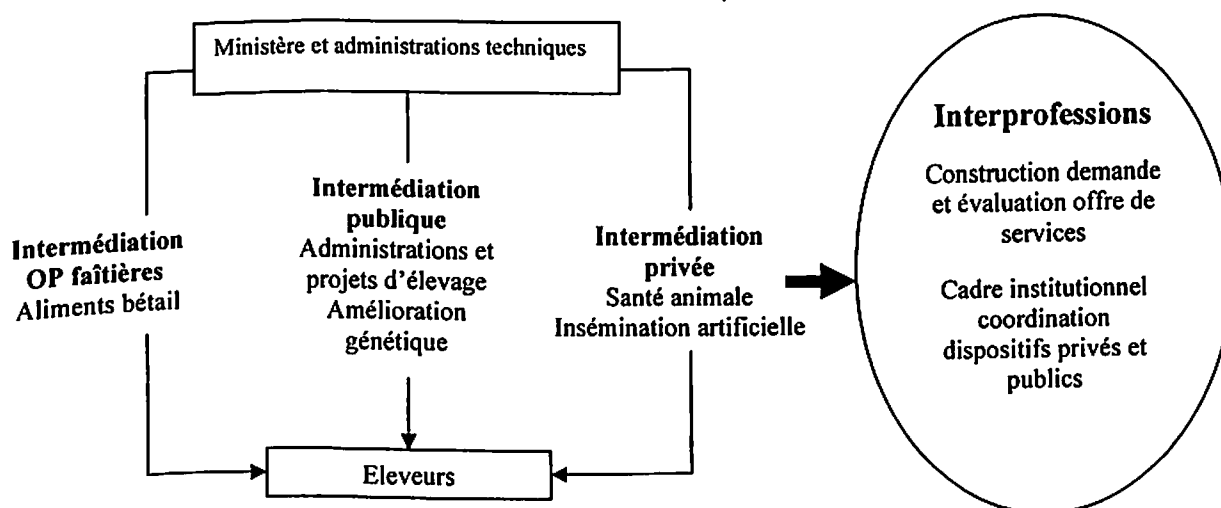 Ministère et administrations techniques
Intermédiation
OP faîtières
Aliments bétail
Intermédiation
publique
Administrations et
projets d'élevage
Amélioration
génétique
Intermédiation
privée
Santé animale
Insémination artificielle
Eleveurs
Interprofessions
Construction demande
et évaluation offre de
services
Cadre institutionnel
coordination
dispositifs privés et
publics